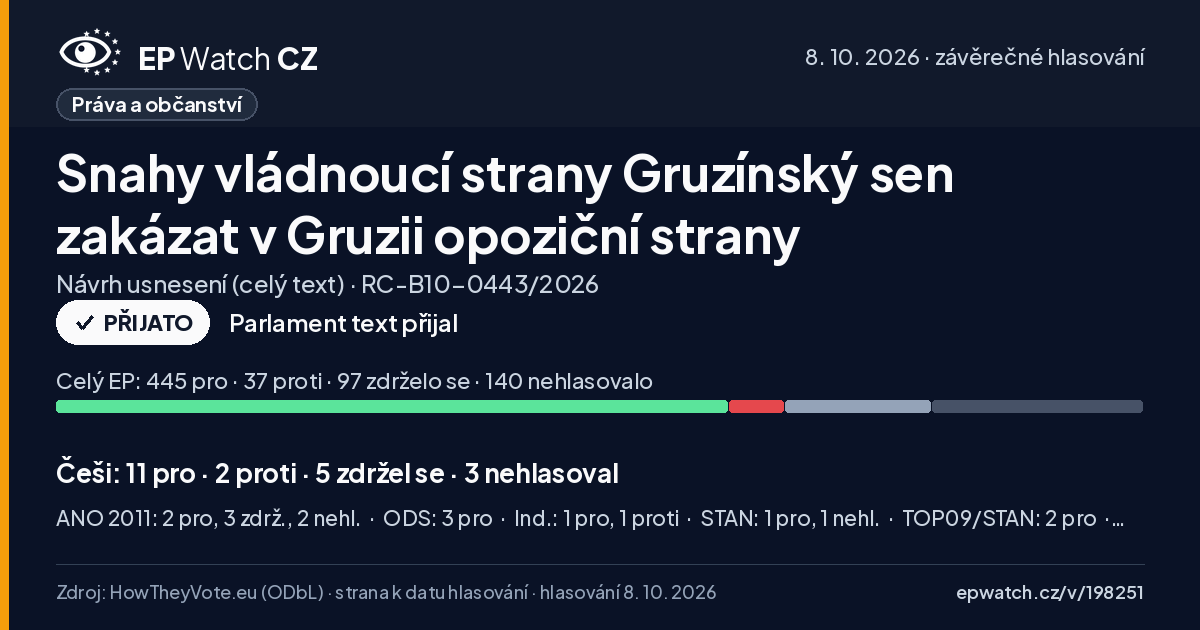 EP Watch CZ
8. 10. 2026 · závěrečné hlasování
Práva a občanství
Snahy vládnoucí strany Gruzínský sen
zakázat v Gruzii opoziční strany
Návrh usnesení (celý text) · RC-B10-0443/2026
✓ PŘIJATO Parlament text přijal
Celý EP: 445 pro · 37 proti · 97 zdrželo se · 140 nehlasovalo
Češi: 11 pro · 2 proti · 5 zdržel se · 3 nehlasoval
ANO 2011: 2 pro, 3 zdrž., 2 nehl. · ODS: 3 pro · Ind.: 1 pro, 1 proti · STAN: 1 pro, 1 nehl. · TOP09/STAN: 2 pro ·…
Zdroj: HowTheyVote.eu (ODbL) · strana k datu hlasování · hlasování 8. 10. 2026
epwatch.cz/v/198251